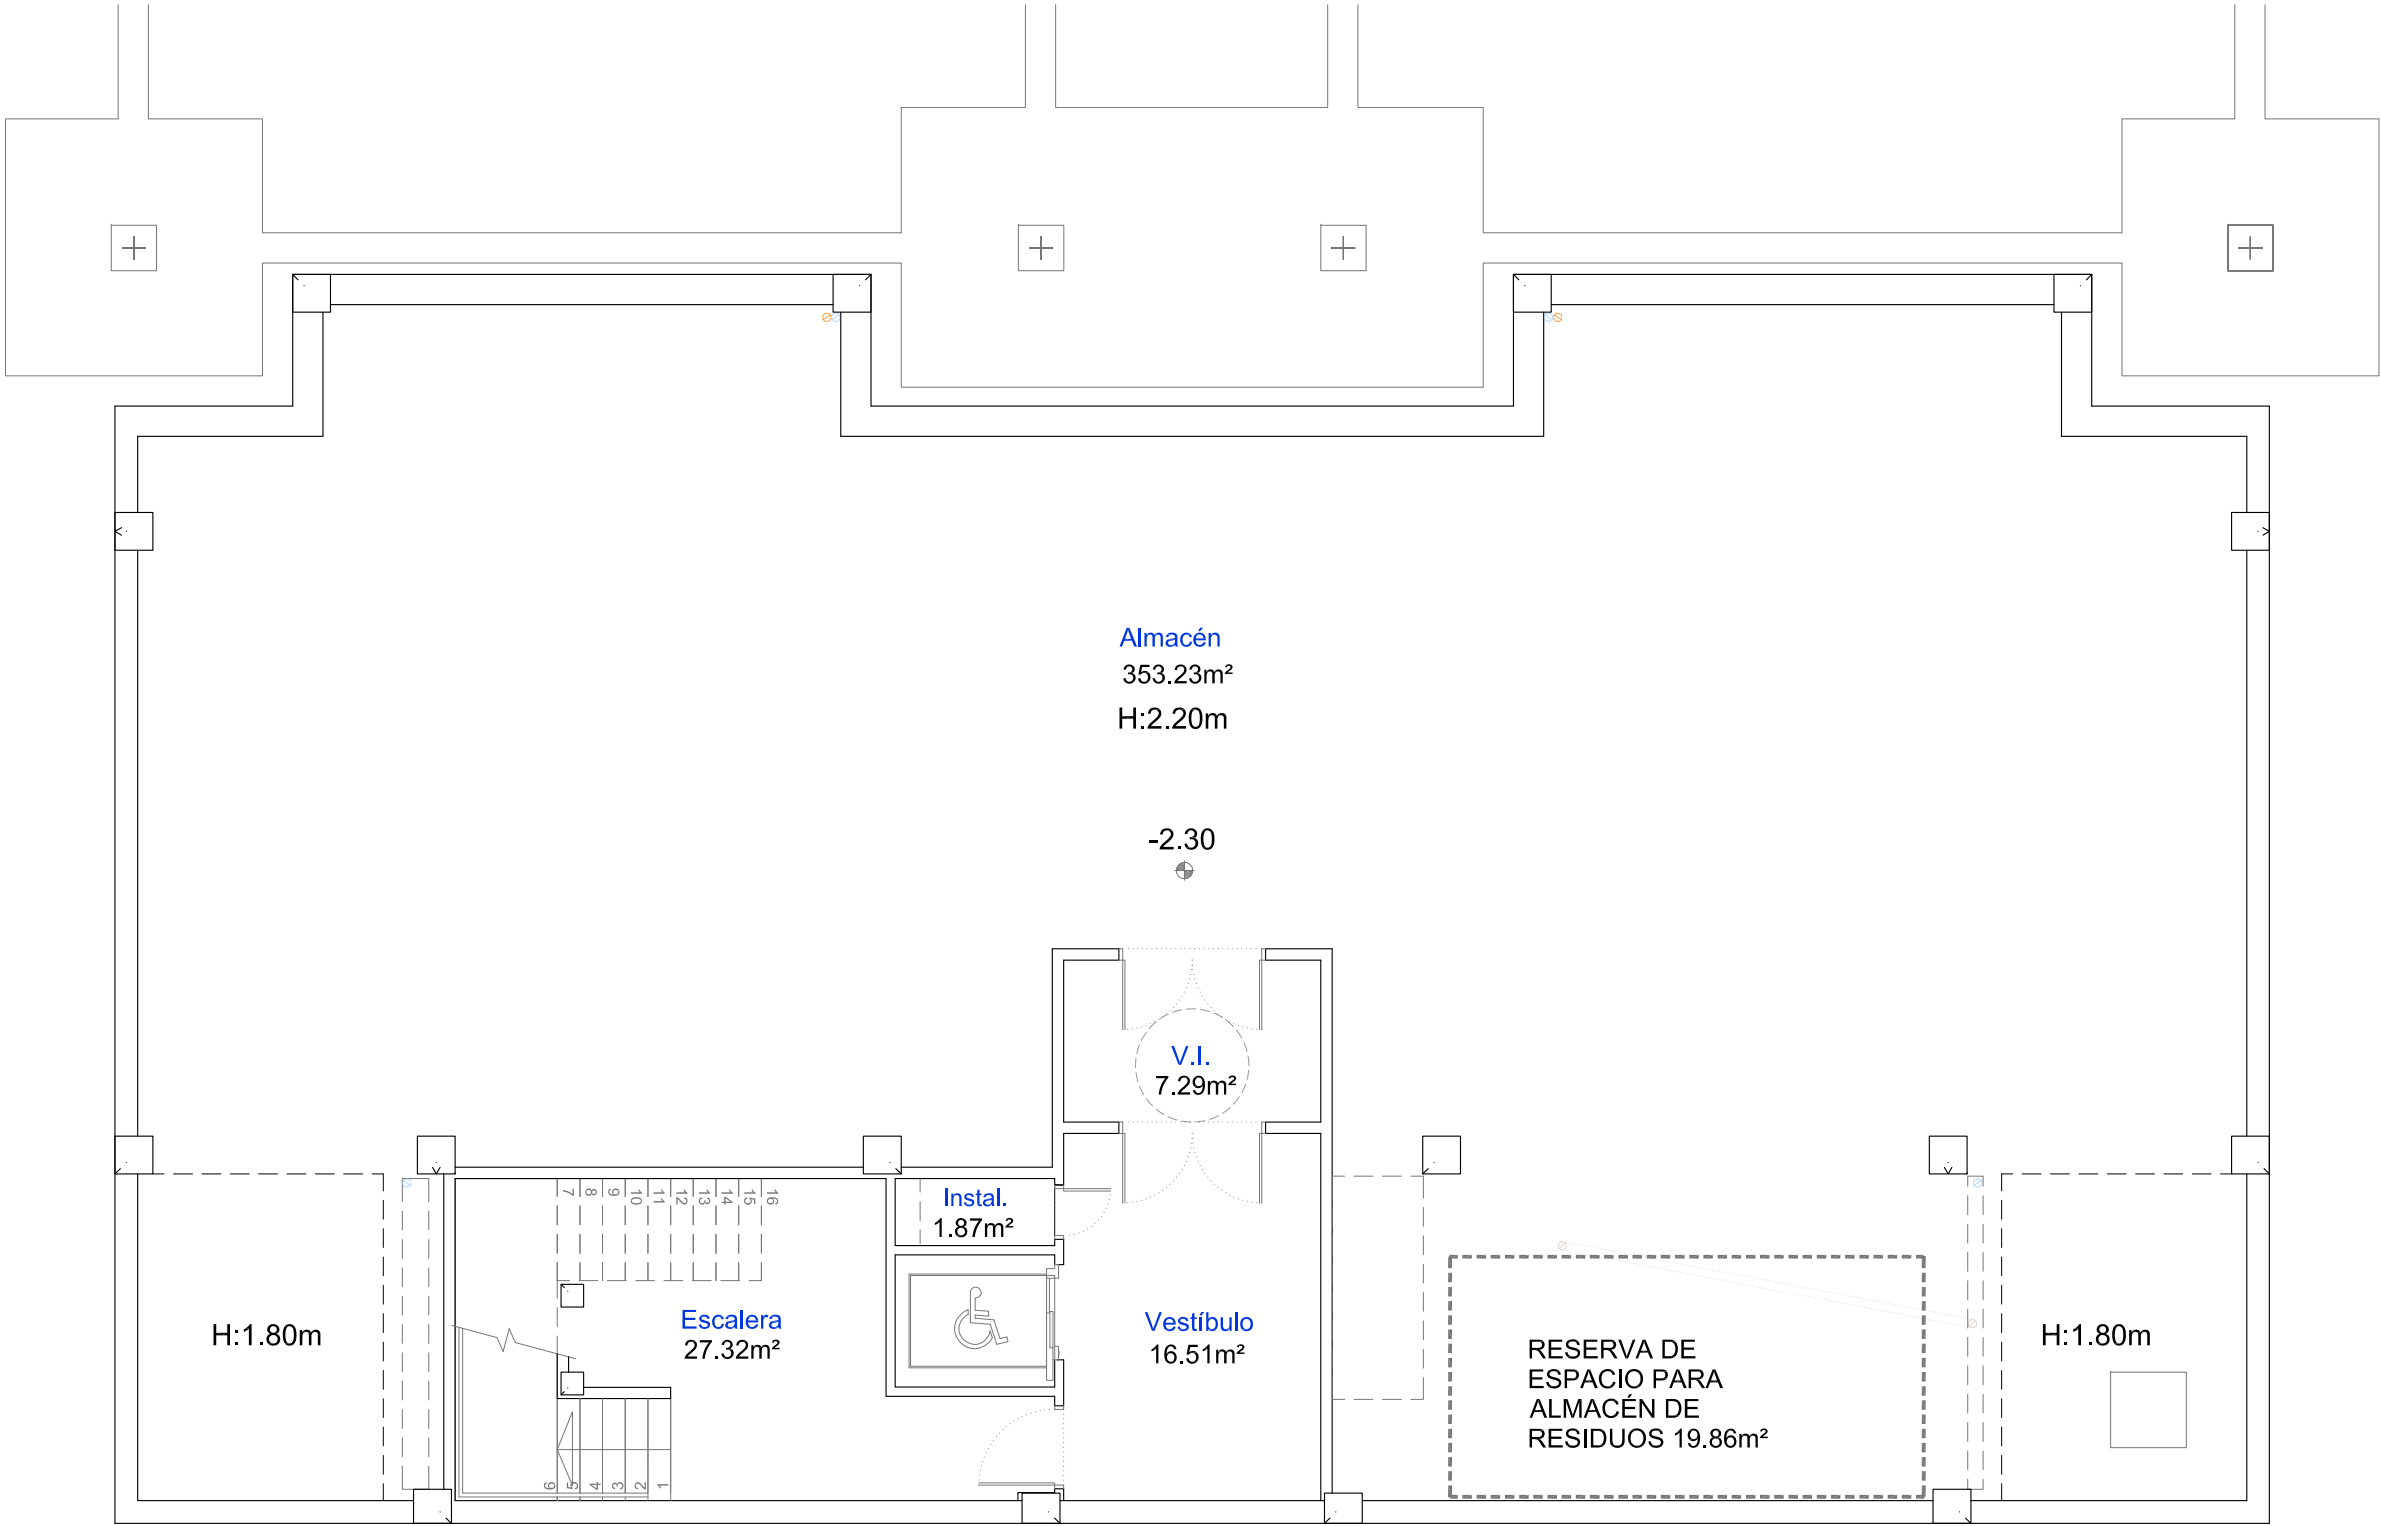 Almacén
353.23m²
H:2.20m
-2.30
V.I.
7.29m²
7 8 9 10 11 12 13 14 15 16
Instal.
1.87m²
Escalera
27.32m²
Vestíbulo
16.51m²
H:1.80m
H:1.80m
RESERVA DE
ESPACIO PARA
ALMACÉN DE
RESIDUOS 19.86m²
6 5 4 3 2 1